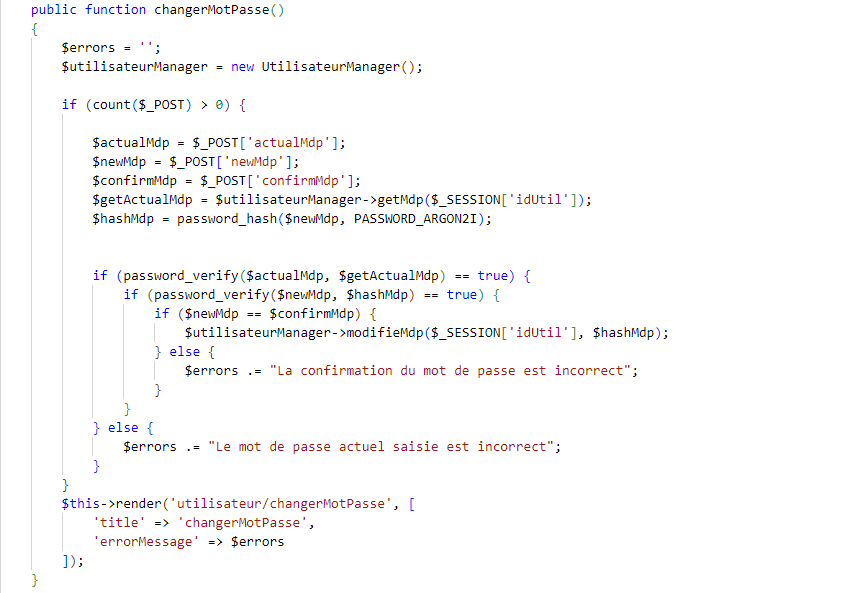 public function changerMotPasse()
{
    $errors = '';
    $utilisateurManager = new UtilisateurManager();
    if (count($_POST) > 0) {
        $actualMdp = $_POST['actualMdp'];
        $newMdp = $_POST['newMdp'];
        $confirmMdp = $_POST['confirmMdp'];
        $getActualMdp = $utilisateurManager->getMdp($_SESSION['idUtil']);
        $hashMdp = password_hash($newMdp, PASSWORD_ARGON2I);
        if (password_verify($actualMdp, $getActualMdp) == true) {
            if (password_verify($newMdp, $hashMdp) == true) {
                if ($newMdp == $confirmMdp) {
                    $utilisateurManager->modifieMdp($_SESSION['idUtil'], $hashMdp);
                } else {
                    $errors .= "La confirmation du mot de passe est incorrect";
                }
            }
        } else {
            $errors .= "Le mot de passe actuel saisie est incorrect";
        }
    }
    $this->render('utilisateur/changerMotPasse', [
        'title' => 'changerMotPasse',
        'errorMessage' => $errors
    ]);
}